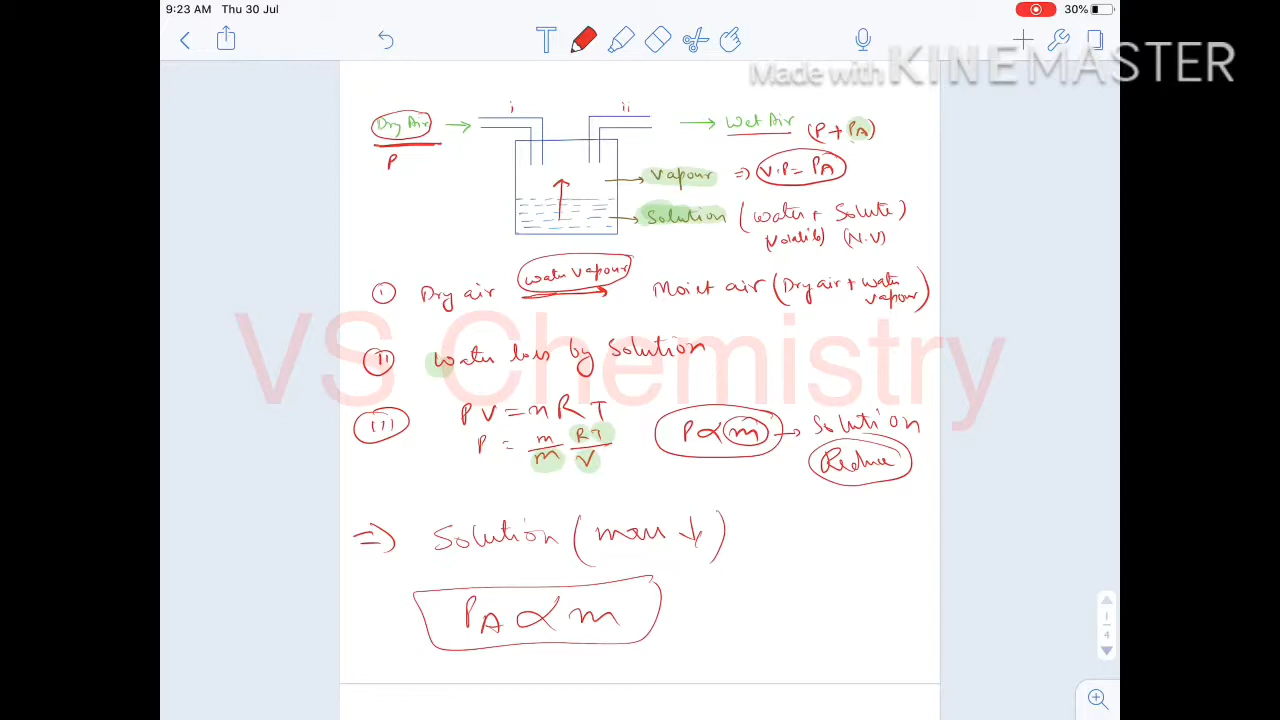 9:23 AM Thu 30 Jul
30%
Made with KINEMASTER
i ii
Dry Air → → Wet Air (P + PA)
P
Vapour ⇒ V.P = PA
Solution (Water + Solute)
(Volatile) (N.V)
i Dry air water vapour → Moist air (Dry air + water vapour)
VS Chemistry
ii Water loss by Solution
iii PV = nRT
P = m/m RT/V P ∝ m → Solution
Reduce
⇒ Solution (mass ↓)
PA ∝ m
1/4